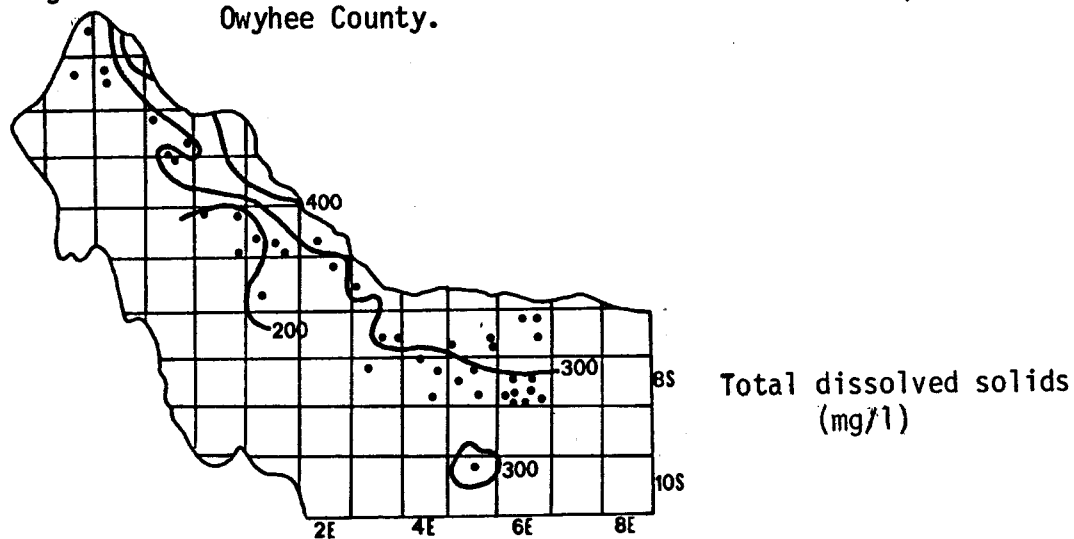 Owyhee County.
400
200
300
8S
Total dissolved solids
(mg/l)
300
10S
2E 4E 6E 8E